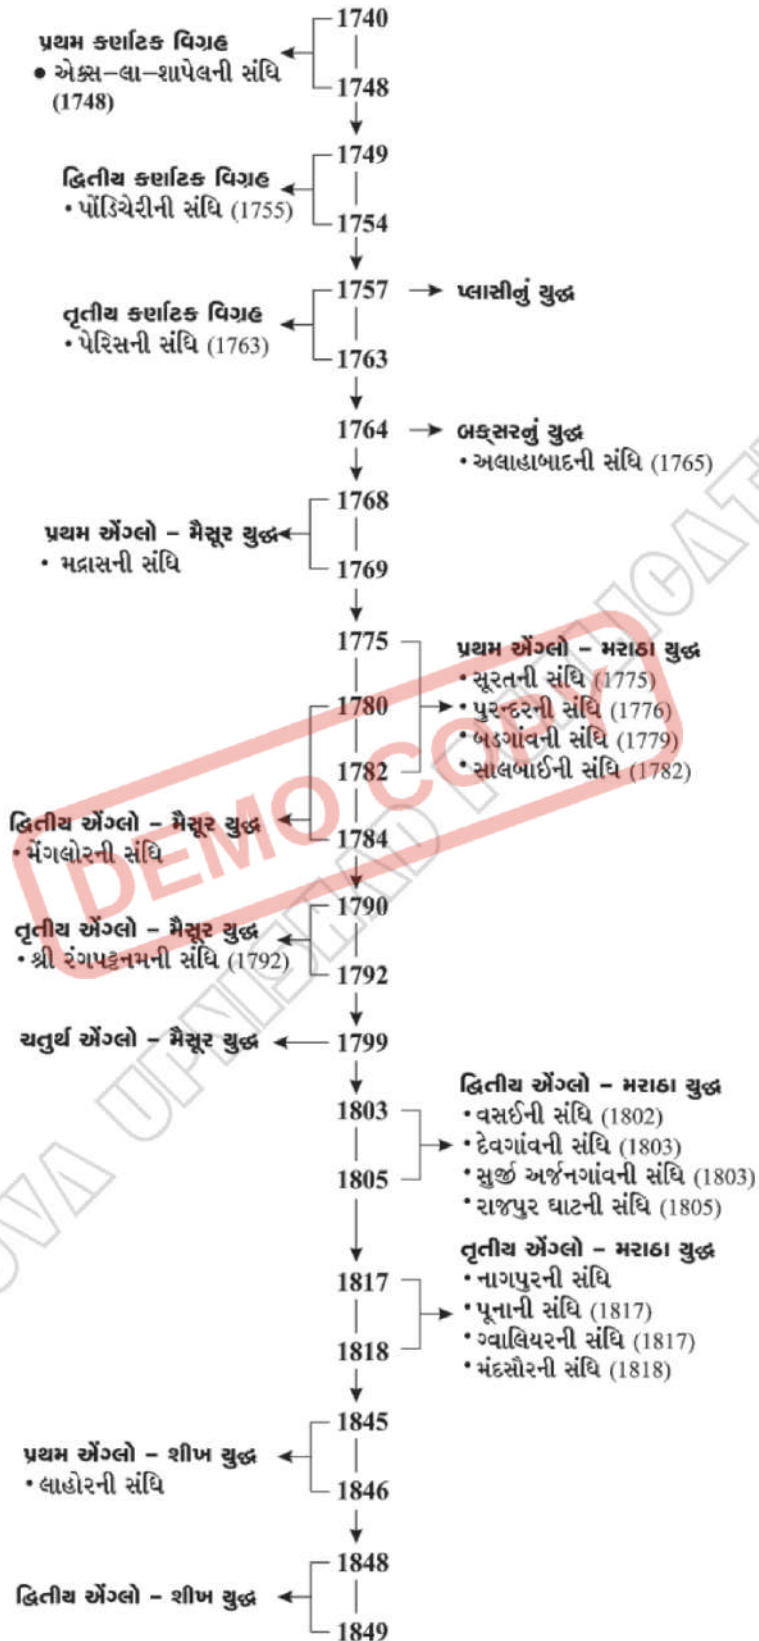 1740
પ્રથમ કર્ણાટક વિગ્રહ
• એક્સ–લા–શાપેલની સંધિ
(1748)
1748
1749
દ્વિતીય કર્ણાટક વિગ્રહ
• પોંડિચેરીની સંધિ (1755)
1754
1757
પ્લાસીનું યુદ્ધ
તૃતીય કર્ણાટક વિગ્રહ
• પેરિસની સંધિ (1763)
1763
1764
બક્સરનું યુદ્ધ
• અલાહાબાદની સંધિ (1765)
1768
પ્રથમ એંગ્લો – મૈસૂર યુદ્ધ
• મદ્રાસની સંધિ
1769
1775
પ્રથમ એંગ્લો – મરાઠા યુદ્ધ
• સૂરતની સંધિ (1775)
1780
• પુરન્દરની સંધિ (1776)
• બડગાંવની સંધિ (1779)
1782
• સાલબાઈની સંધિ (1782)
દ્વિતીય એંગ્લો – મૈસૂર યુદ્ધ
• મેંગલોરની સંધિ
1784
DEMO COPY
1790
તૃતીય એંગ્લો – મૈસૂર યુદ્ધ
• શ્રી રંગપટ્ટનમની સંધિ (1792)
1792
ચતુર્થ એંગ્લો – મૈસૂર યુદ્ધ
1799
દ્વિતીય એંગ્લો – મરાઠા યુદ્ધ
1803
• વસઈની સંધિ (1802)
• દેવગાંવની સંધિ (1803)
1805
• સુર્જી અર્જનગાંવની સંધિ (1803)
• રાજપુર ઘાટની સંધિ (1805)
તૃતીય એંગ્લો – મરાઠા યુદ્ધ
1817
• નાગપુરની સંધિ
• પૂનાની સંધિ (1817)
• ગ્વાલિયરની સંધિ (1817)
1818
• મંદસૌરની સંધિ (1818)
1845
પ્રથમ એંગ્લો – શીખ યુદ્ધ
• લાહોરની સંધિ
1846
1848
દ્વિતીય એંગ્લો – શીખ યુદ્ધ
1849
UPNISHAD